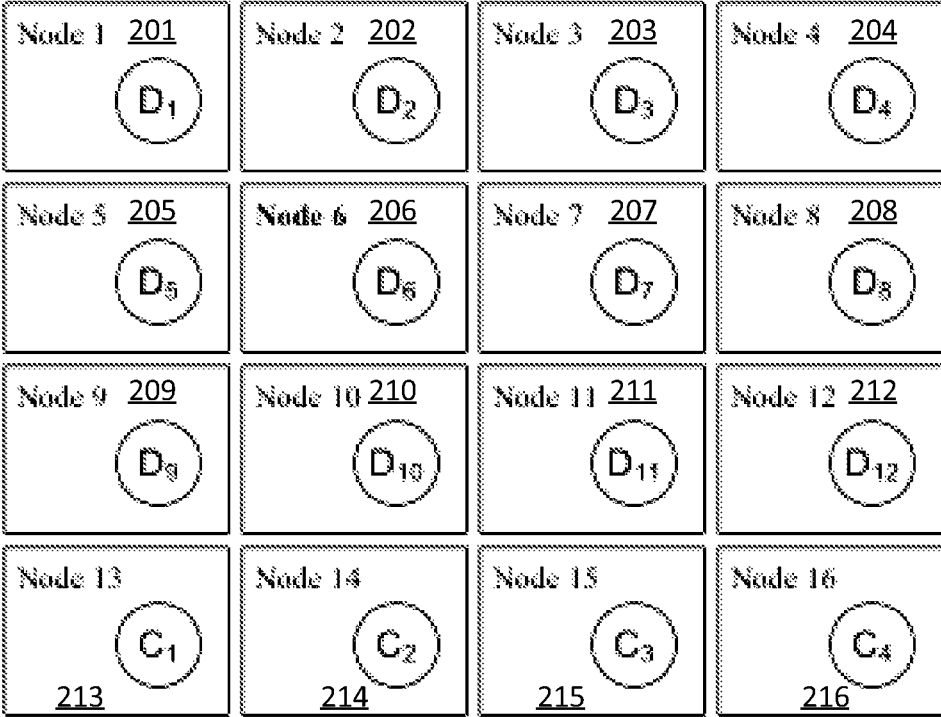 Node 1 201
D1
Node 2 202
D2
Node 3 203
D3
Node 4 204
D4
Node 5 205
D5
Node 6 206
D6
Node 7 207
D7
Node 8 208
D8
Node 9 209
D9
Node 10 210
D10
Node 11 211
D11
Node 12 212
D12
Node 13
C1
213
Node 14
C2
214
Node 15
C3
215
Node 16
C4
216